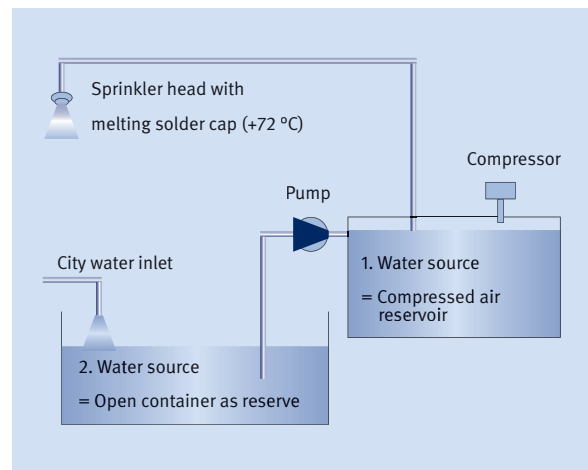 Sprinkler head with
melting solder cap (+72 °C)
Compressor
Pump
City water inlet
1. Water source
= Compressed air
reservoir
2. Water source
= Open container as reserve